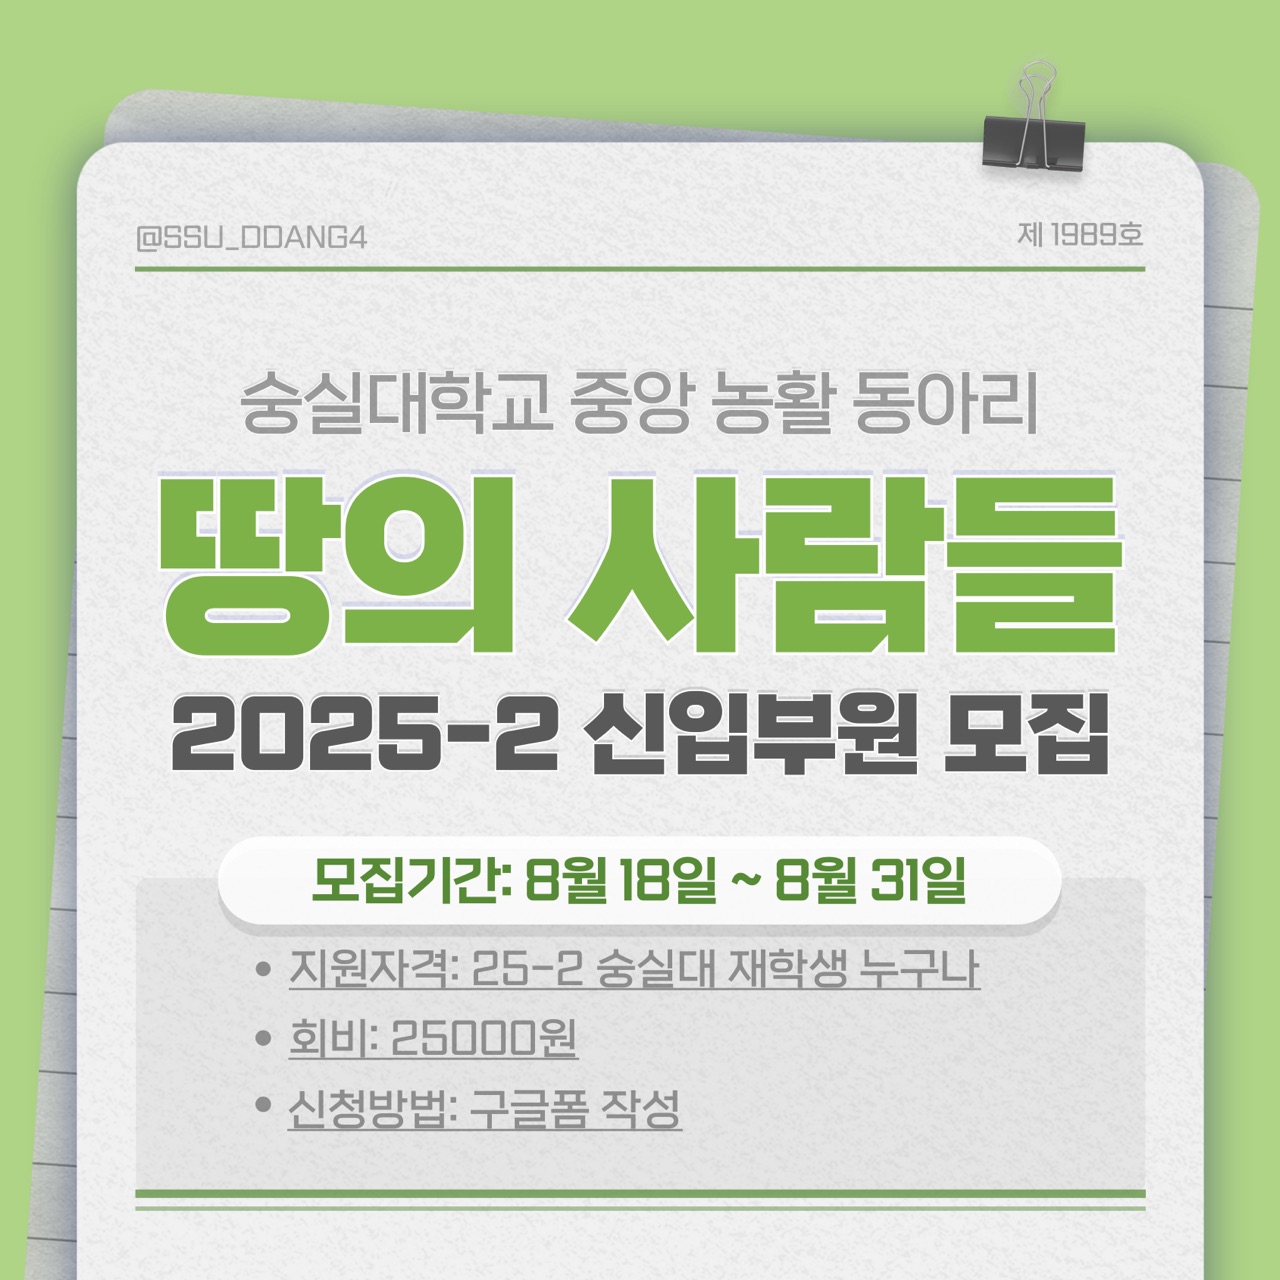 @SSU_DDANG4
제 1989호
숭실대학교 중앙 농활 동아리
땅의 사람들
2025-2 신입부원 모집
모집기간: 8월 18일 ~ 8월 31일
• 지원자격: 25-2 숭실대 재학생 누구나
• 회비: 25000원
• 신청방법: 구글폼 작성